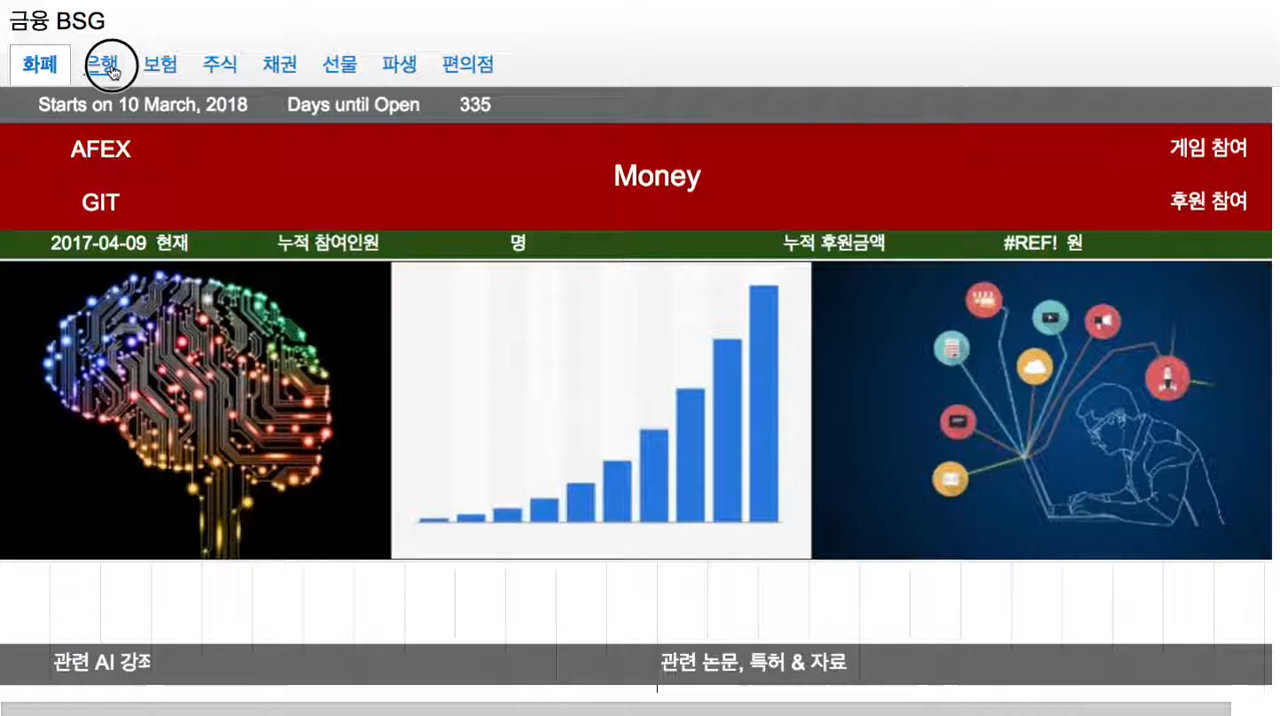 금융 BSG
화폐 은행 보험 주식 채권 선물 파생 편의점
Starts on 10 March, 2018 Days until Open 335
AFEX
게임 참여
Money
GIT
후원 참여
2017-04-09 현재 누적 참여인원 명 누적 후원금액 #REF! 원
관련 AI 강좌 관련 논문, 특허 & 자료